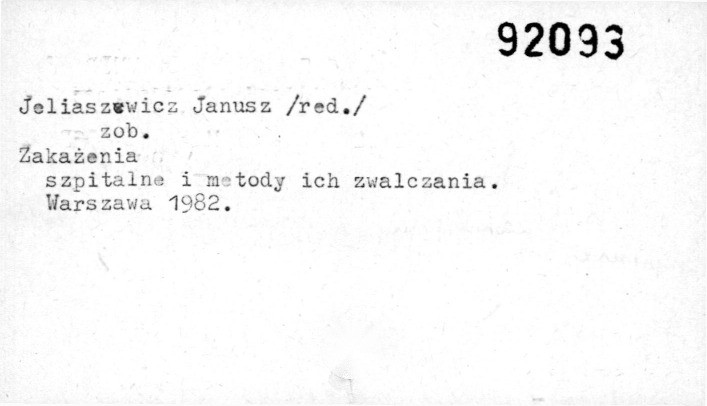 92093
Jeliaszewicz Janusz /red./
zob.
Zakażenia
szpitalne i metody ich zwalczania.
Warszawa 1982.